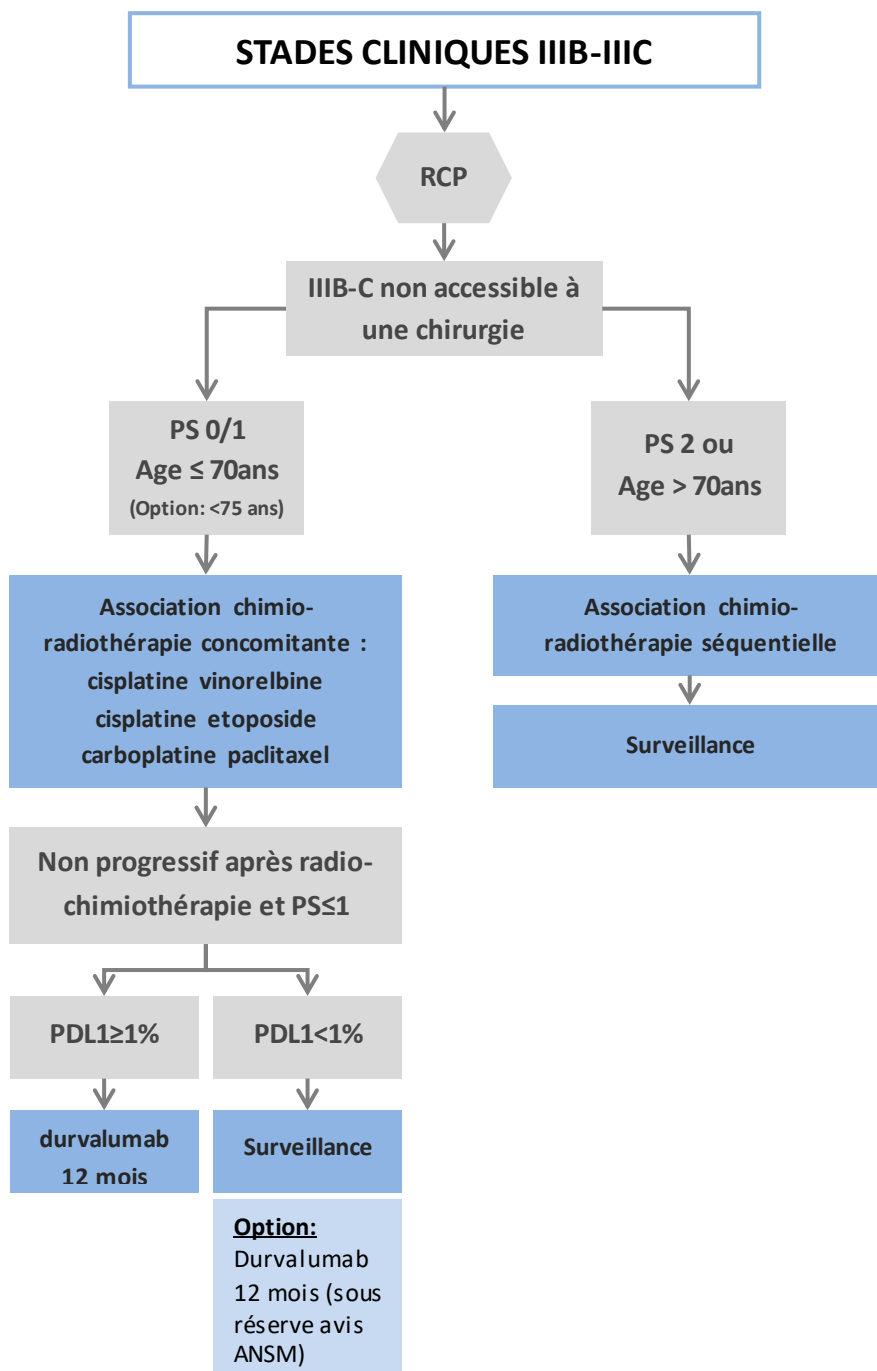 STADES CLINIQUES IIIB-IIIC
RCP
IIIB-C non accessible à
une chirurgie
PS 0/1
Age ≤ 70ans
(Option: <75 ans)
PS 2 ou
Age > 70ans
Association chimio-
radiothérapie concomitante :
cisplatine vinorelbine
cisplatine etoposide
carboplatine paclitaxel
Association chimio-
radiothérapie séquentielle
Surveillance
Non progressif après radio-
chimiothérapie et PS≤1
PDL1≥1%
PDL1<1%
durvalumab
12 mois
Surveillance
Option:
Durvalumab
12 mois (sous
réserve avis
ANSM)